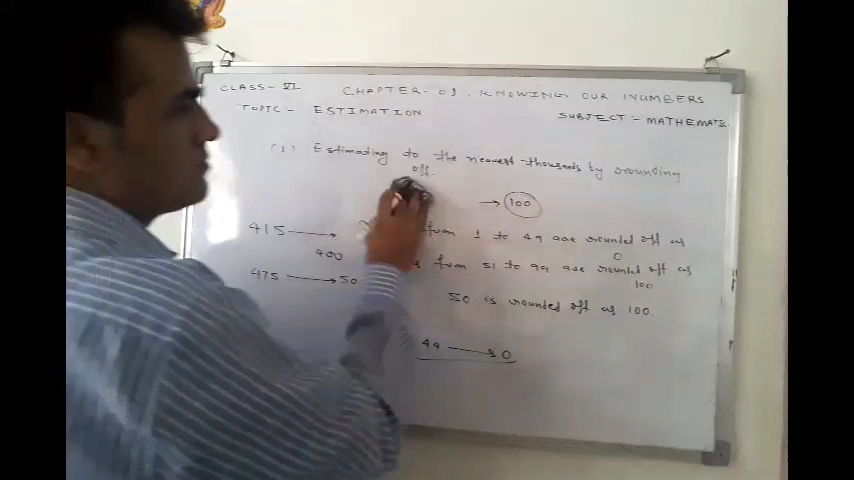 CLASS - VI CHAPTER - 01. KNOWING OUR NUMBERS
TOPIC - ESTIMATION SUBJECT - MATHEMATIC
(1) Estimating to the nearest thousands by rounding
off.
→ 100
415 → from 1 to 49 are rounded off as
400 0
475 → 50 from 51 to 99 are rounded off as
100
50 is rounded off as 100.
44 → 0